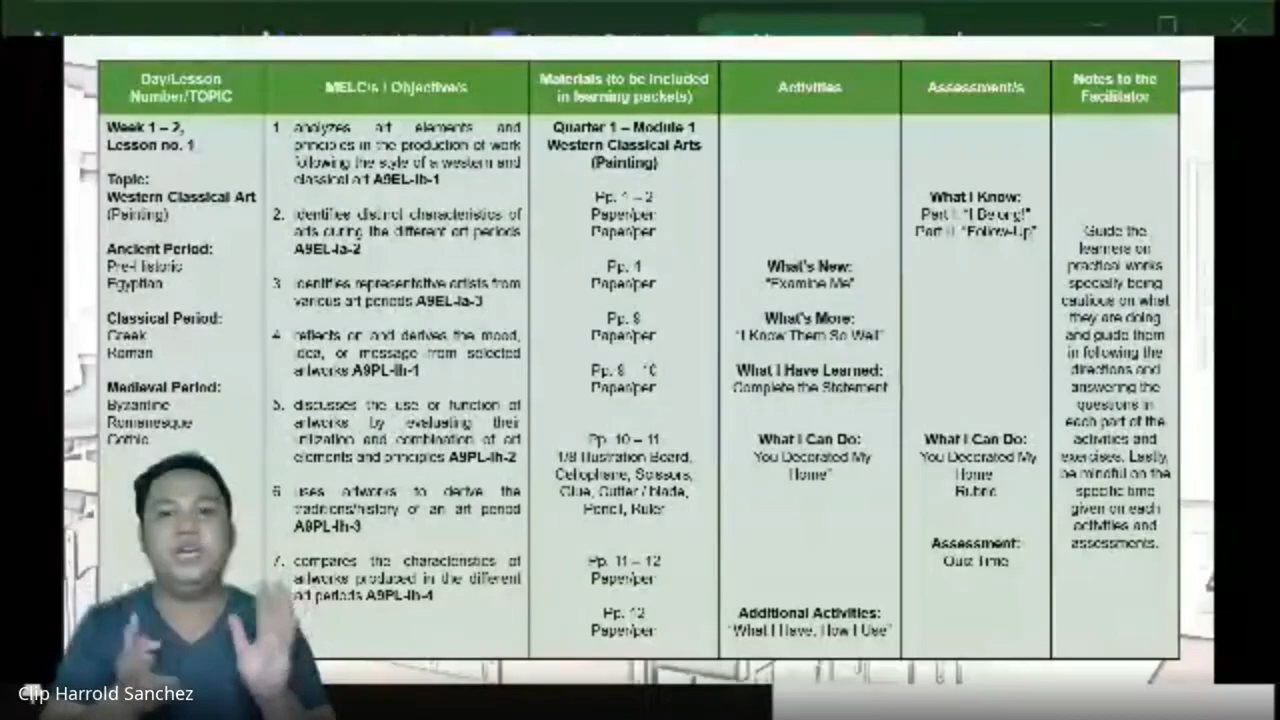 Day/Lesson
Number/TOPIC
MELC/s / Objective/s
Materials (to be included
in learning packets)
Activities
Assessment/s
Notes to the
Facilitator
Week 1 – 2,
Lesson no. 1
Topic:
Western Classical Art
(Painting)
Ancient Period:
Pre-Historic
Egyptian
Classical Period:
Greek
Roman
Medieval Period:
Byzantine
Romanesque
Gothic
1. analyzes art elements and
principles in the production of work
following the style of a western and
classical art A9EL-Ib-1
2. identifies distinct characteristics of
arts during the different art periods
A9EL-Ia-2
3. identifies representative artists from
various art periods A9EL-Ia-3
4. reflects on and derives the mood,
idea, or message from selected
artworks A9PL-Ih-1
5. discusses the use or function of
artworks by evaluating their
utilization and combination of art
elements and principles A9PL-Ih-2
6. uses artworks to derive the
traditions/history of an art period
A9PL-Ih-3
7. compares the characteristics of
artworks produced in the different
art periods A9PL-Ih-4
Quarter 1 – Module 1
Western Classical Arts
(Painting)
Pp. 1 – 2
Paper/pen
Paper/pen
Pp. 4
Paper/pen
Pp. 9
Paper/pen
Pp. 9 – 10
Paper/pen
Pp. 10 – 11
1/8 Illustration Board,
Cellophane, Scissors,
Glue, Cutter / blade,
Pencil, Ruler
Pp. 11 – 12
Paper/pen
Pp. 12
Paper/pen
What's New:
"Examine Me"
What's More:
"I Know Them So Well"
What I Have Learned:
Complete the Statement
What I Can Do:
You Decorated My
Home"
Additional Activities:
"What I Have, How I Use"
What I Know:
Part I. "I Belong!"
Part II. "Follow-Up"
What I Can Do:
You Decorated My
Home
Rubric
Assessment:
Quiz Time
Guide the
learners on
practical works
specially being
cautious on what
they are doing
and guide them
in following the
directions and
answering the
questions in
each part of the
activities and
exercises. Lastly,
be mindful on the
specific time
given on each
activities and
assessments.
Clip Harrold Sanchez